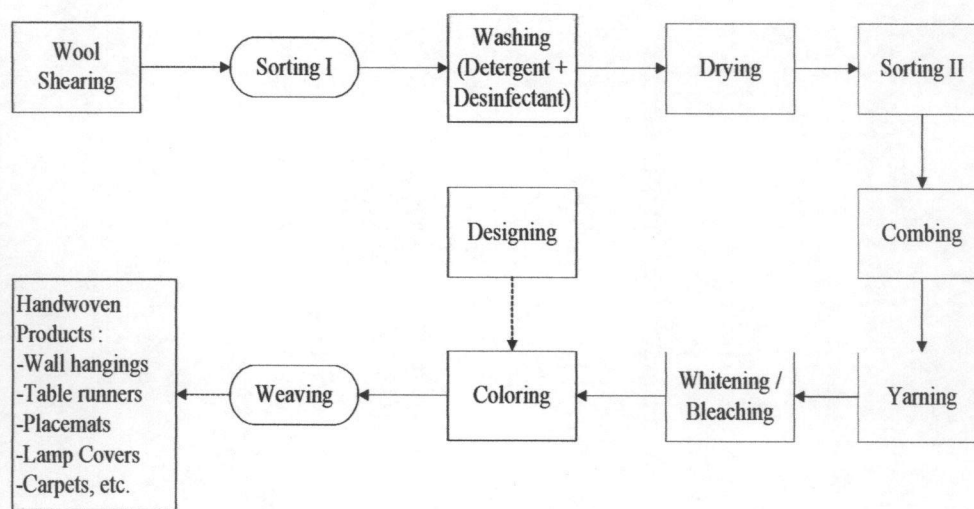 Wool
Shearing
Sorting I
Washing
(Detergent +
Desinfectant)
Drying
Sorting II
Combing
Designing
Yarning
Whitening /
Bleaching
Coloring
Weaving
Handwoven
Products :
-Wall hangings
-Table runners
-Placemats
-Lamp Covers
-Carpets, etc.